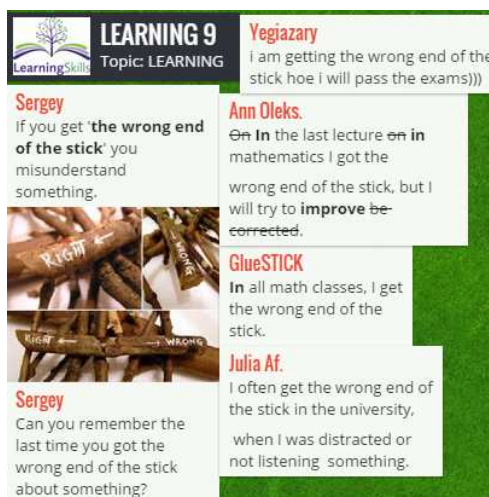 LearningSkills
LEARNING 9
Topic: LEARNING
Sergey
If you get 'the wrong end
of the stick' you
misunderstand
something.
RIGHT ←
→ WRONG
RIGHT ← → WRONG
Sergey
Can you remember the
last time you got the
wrong end of the stick
about something?
Yegiazary
i am getting the wrong end of the
stick hoe i will pass the exams)))
Ann Oleks.
On In the last lecture on in
mathematics I got the
wrong end of the stick, but I
will try to improve be
corrected.
GlueSTICK
In all math classes, I get
the wrong end of the
stick.
Julia Af.
I often get the wrong end of
the stick in the university,
when I was distracted or
not listening something.